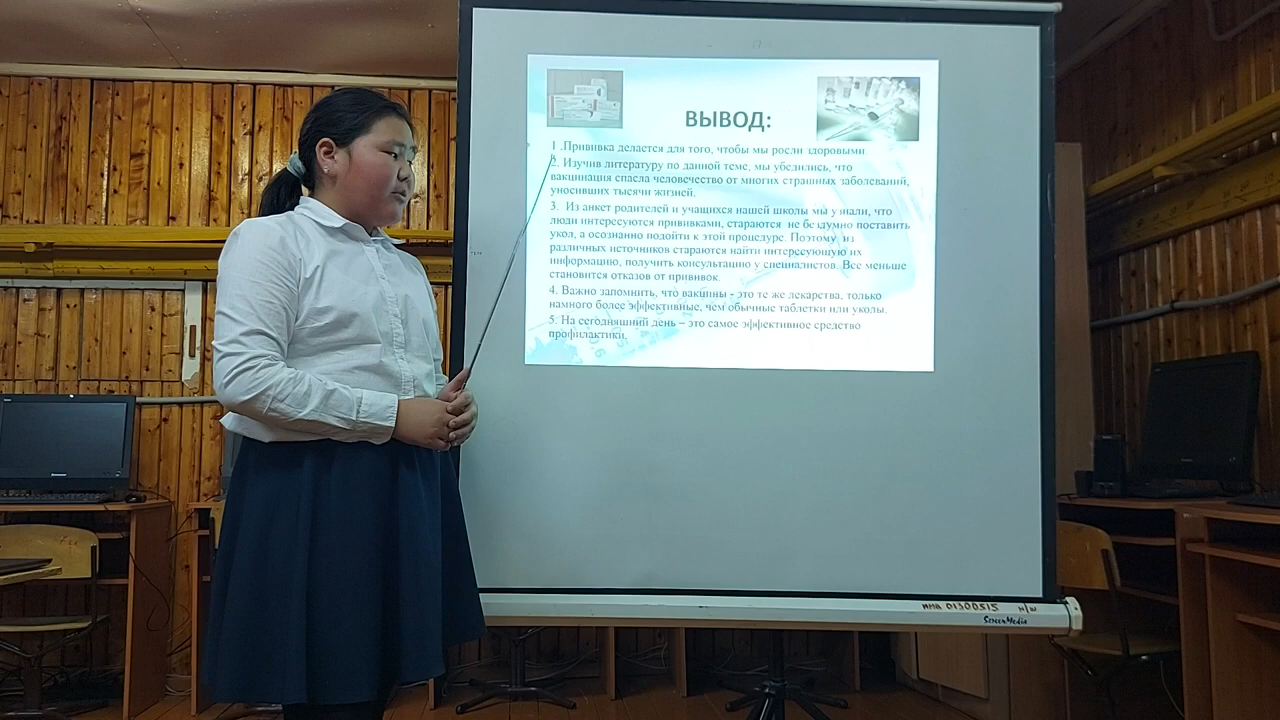 ВЫВОД:
1 .Прививка делается для того, чтобы мы росли здоровыми
2. Изучив литературу по данной теме, мы убедились, что
вакцинация спасла человечество от многих страшных заболеваний,
уносивших тысячи жизней.
3. Из анкет родителей и учащихся нашей школы мы узнали, что
люди интересуются прививками, стараются не бездумно поставить
укол, а осознанно подойти к этой процедуре. Поэтому из
различных источников стараются найти интересующую их
информацию, получить консультацию у специалистов. Все меньше
становится отказов от прививок.
4. Важно запомнить, что вакцины - это те же лекарства, только
намного более эффективные, чем обычные таблетки или уколы.
5. На сегодняшний день – это самое эффективное средство
профилактики.
ИНВ 01300515 н/ш
ScreenMedia
lenovo